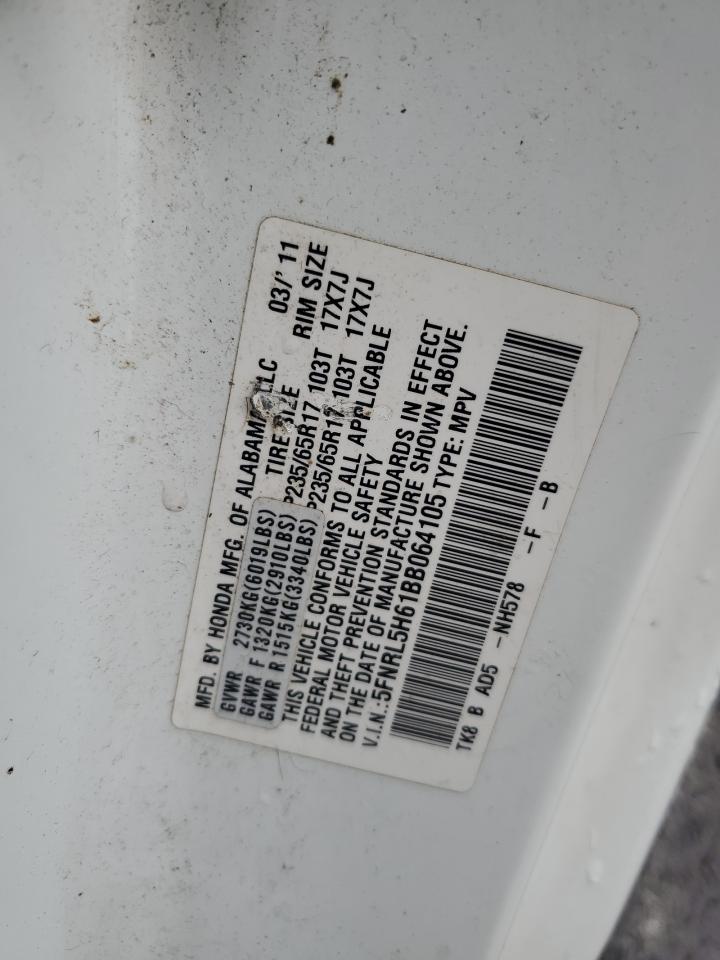 MFD. BY HONDA MFG. OF ALABAMA LLC 03/' 11
TIRE SIZE RIM SIZE
GVWR 2730KG(6019LBS)
GAWR F 1320KG(2910LBS) P235/65R17 103T 17X7J
GAWR R 1515KG(3340LBS) P235/65R17 103T 17X7J
THIS VEHICLE CONFORMS TO ALL APPLICABLE
FEDERAL MOTOR VEHICLE SAFETY
AND THEFT PREVENTION STANDARDS IN EFFECT
ON THE DATE OF MANUFACTURE SHOWN ABOVE.
V.I.N.:5FNRL5H61BB064105 TYPE: MPV
TK8 B AD5 -NH578 -F -B